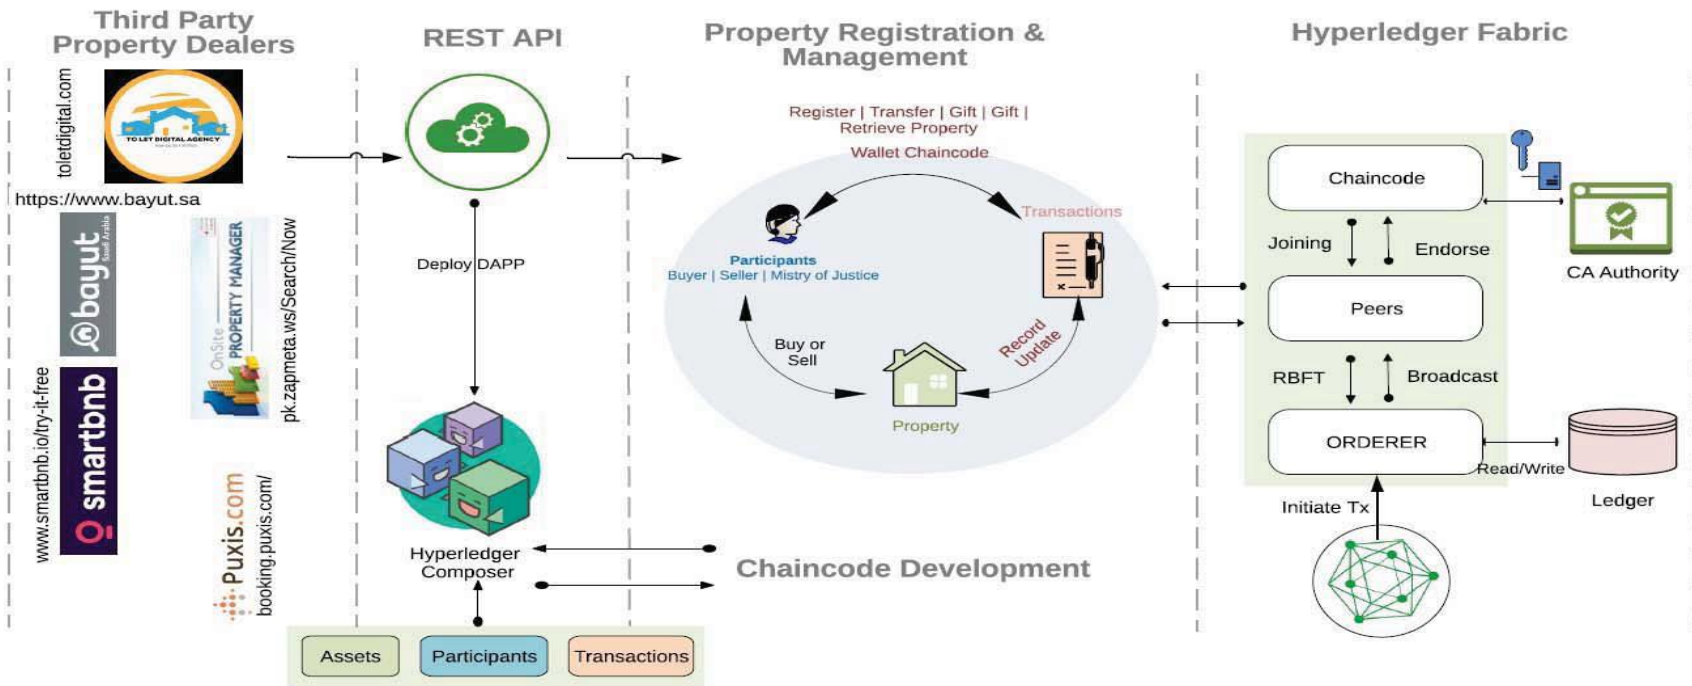 Third Party
Property Dealers
toletdigital.com
TO LET DIGITAL AGENCY
https://www.bayut.sa
bayut
Saudi Arabia
OnSite
PROPERTY MANAGER
pk.zapmeta.ws/Search/Now
www.smartbnb.io/try-it-free
smartbnb
Puxis.com
booking.puxis.com/
REST API
Deploy DAPP
Hyperledger
Composer
Assets
Participants
Transactions
Property Registration &
Management
Register | Transfer | Gift | Gift |
Retrieve Property
Wallet Chaincode
Transactions
Participants
Buyer | Seller | Mistry of Justice
Buy or
Sell
Record
Update
Property
Chaincode Development
Hyperledger Fabric
Chaincode
Joining
Endorse
CA Authority
Peers
RBFT
Broadcast
ORDERER
Read/Write
Ledger
Initiate Tx